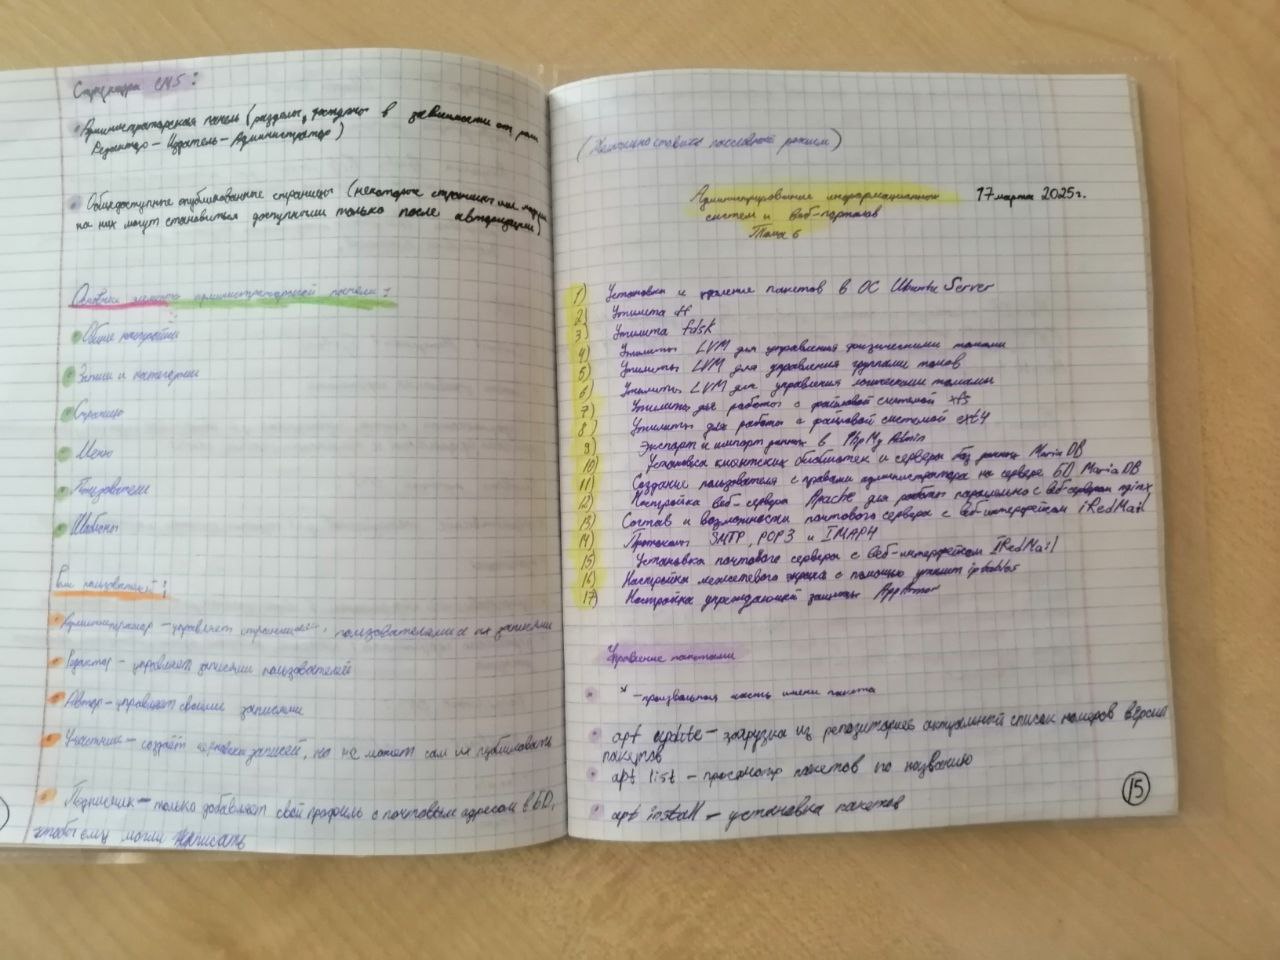 Структура CMS:
Администраторская панель (разделы, доступны в зависимости от роли
Редактор – Издатель – Администратор)
Общедоступные опубликованные страницы (некоторые страницы или
на них могут становиться доступными только после авторизации)
Основные элементы администраторской панели:
Общие настройки
Записи и категории
Страницы
Меню
Пользователи
Шаблоны
Роли пользователей:
Администратор – управляет страницами, пользователями и их записями
Редактор – управляет записями пользователей
Автор – управляет своими записями
Участник – создаёт черновики записей, но не может сам их публиковать
Подписчик – только добавляет свой профиль с почтовым адресом в БД,
чтобы ему могли написать
17 марта 2025г.
Администрирование информационных
систем и веб-порталов
Тема 6
1) Установка и удаление пакетов в ОС Ubuntu Server
2) Утилита df
3) Утилита fdisk
4) Утилиты LVM для управления физическими томами
5) Утилиты LVM для управления группами томов
6) Утилиты LVM для управления логическими томами
7) Утилиты для работы с файловой системой xfs
8) Утилиты для работы с файловой системой ext4
9) Экспорт и импорт данных в PhpMyAdmin
10) Установка клиентских библиотек и сервера баз данных MariaDB
11) Создание пользователя с правами администратора на сервере БД MariaDB
12) Настройка веб-сервера Apache для работы параллельно с веб-сервером nginx
13) Состав и возможности почтового сервера с веб-интерфейсом iRedMail
14) Протоколы SMTP, POP3 и IMAP4
15) Установка почтового сервера с веб-интерфейсом IRedMail
16) Настройка межсетевого экрана с помощью утилит iptables
17) Настройка упреждающей защиты AppArmor
Управление пакетами
* – произвольная часть имени пакета
apt update – загрузка из репозиториев актуальный список номеров версий
пакетов
apt list – просмотр пакетов по названию
apt install – установка пакетов
15